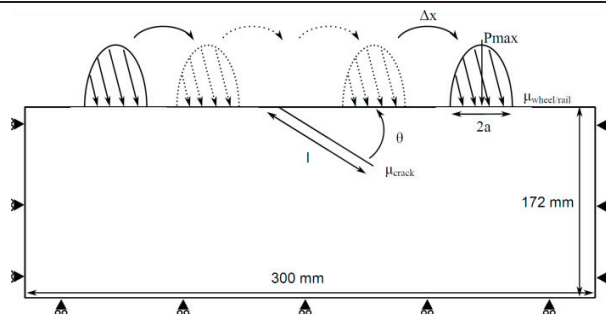 Δx
Pmax
μwheel/rail
θ
2a
l
μcrack
172 mm
300 mm